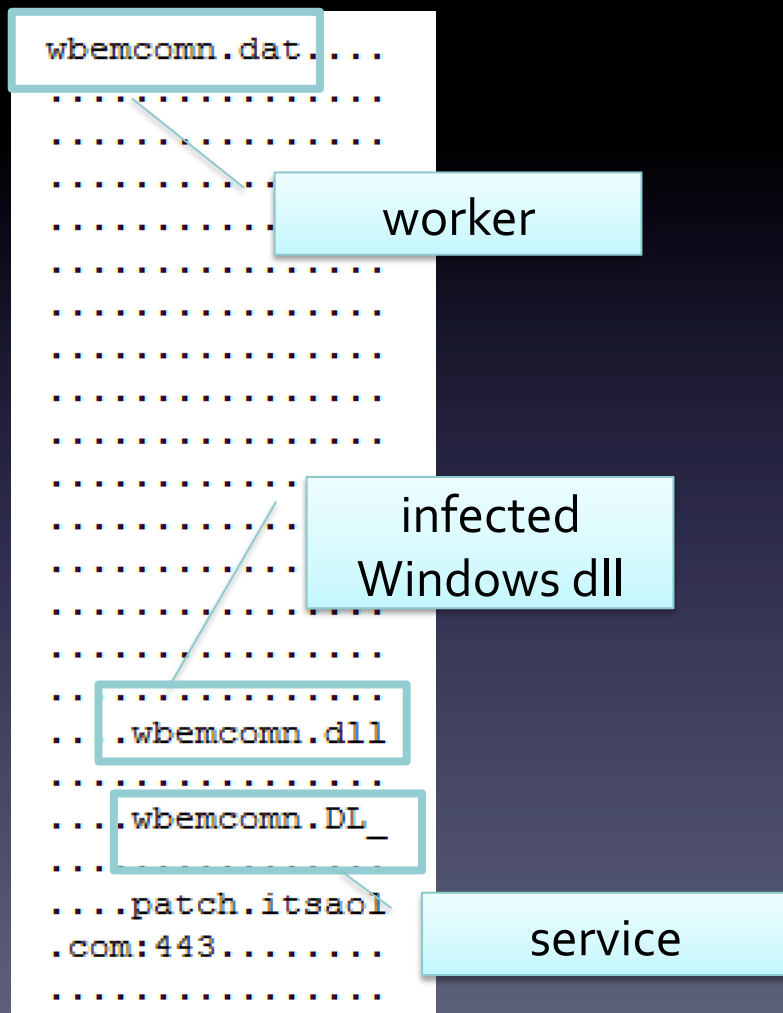 wbemcomn.dat....
................
................
...........
worker
...........
................
................
................
................
................
............
infected
............
Windows dll
............
................
................
................
....wbemcomn.dll
................
....wbemcomn.DL_
................
....patch.itsaol
service
.com:443........
................